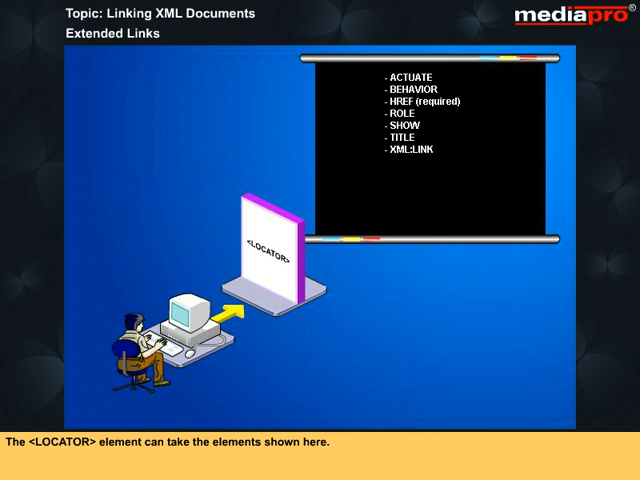 Topic: Linking XML Documents
Extended Links
mediapro®
- ACTUATE
- BEHAVIOR
- HREF (required)
- ROLE
- SHOW
- TITLE
- XML:LINK
<LOCATOR>
The <LOCATOR> element can take the elements shown here.